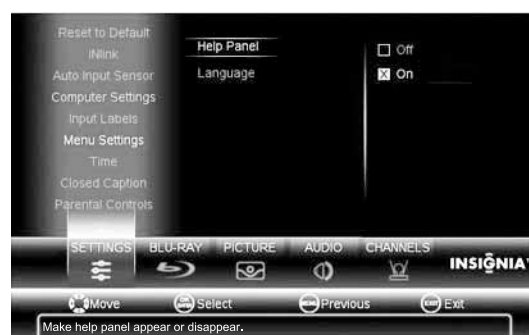 Reset to Default
INlink
Auto Input Sensor
Computer Settings
Input Labels
Menu Settings
Time
Closed Caption
Parental Controls
Help Panel
Language
Off
X On
SETTINGS BLU-RAY PICTURE AUDIO CHANNELS
INSIGNIA
Move Select Previous Exit
Make help panel appear or disappear.